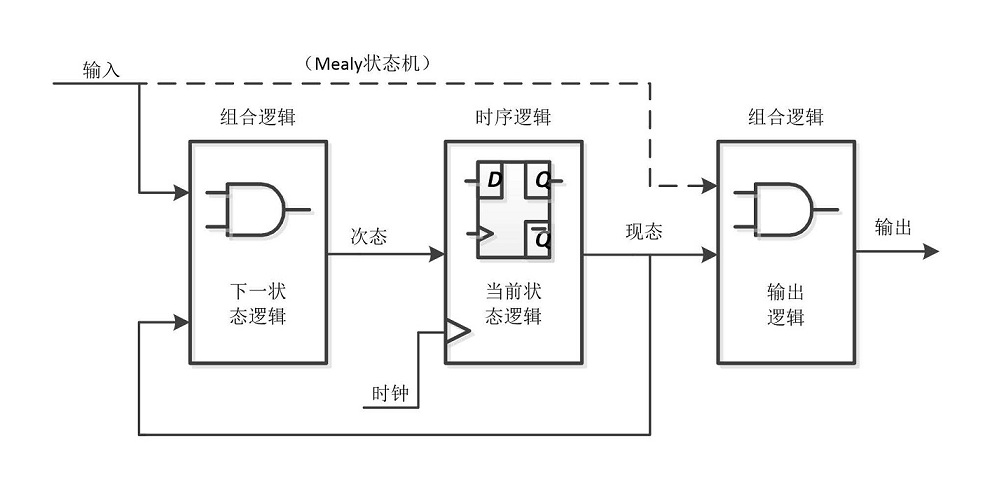 输入
（Mealy状态机）
组合逻辑
时序逻辑
组合逻辑
D
Q
Q
次态
现态
输出
下一状
态逻辑
当前状
态逻辑
输出
逻辑
时钟